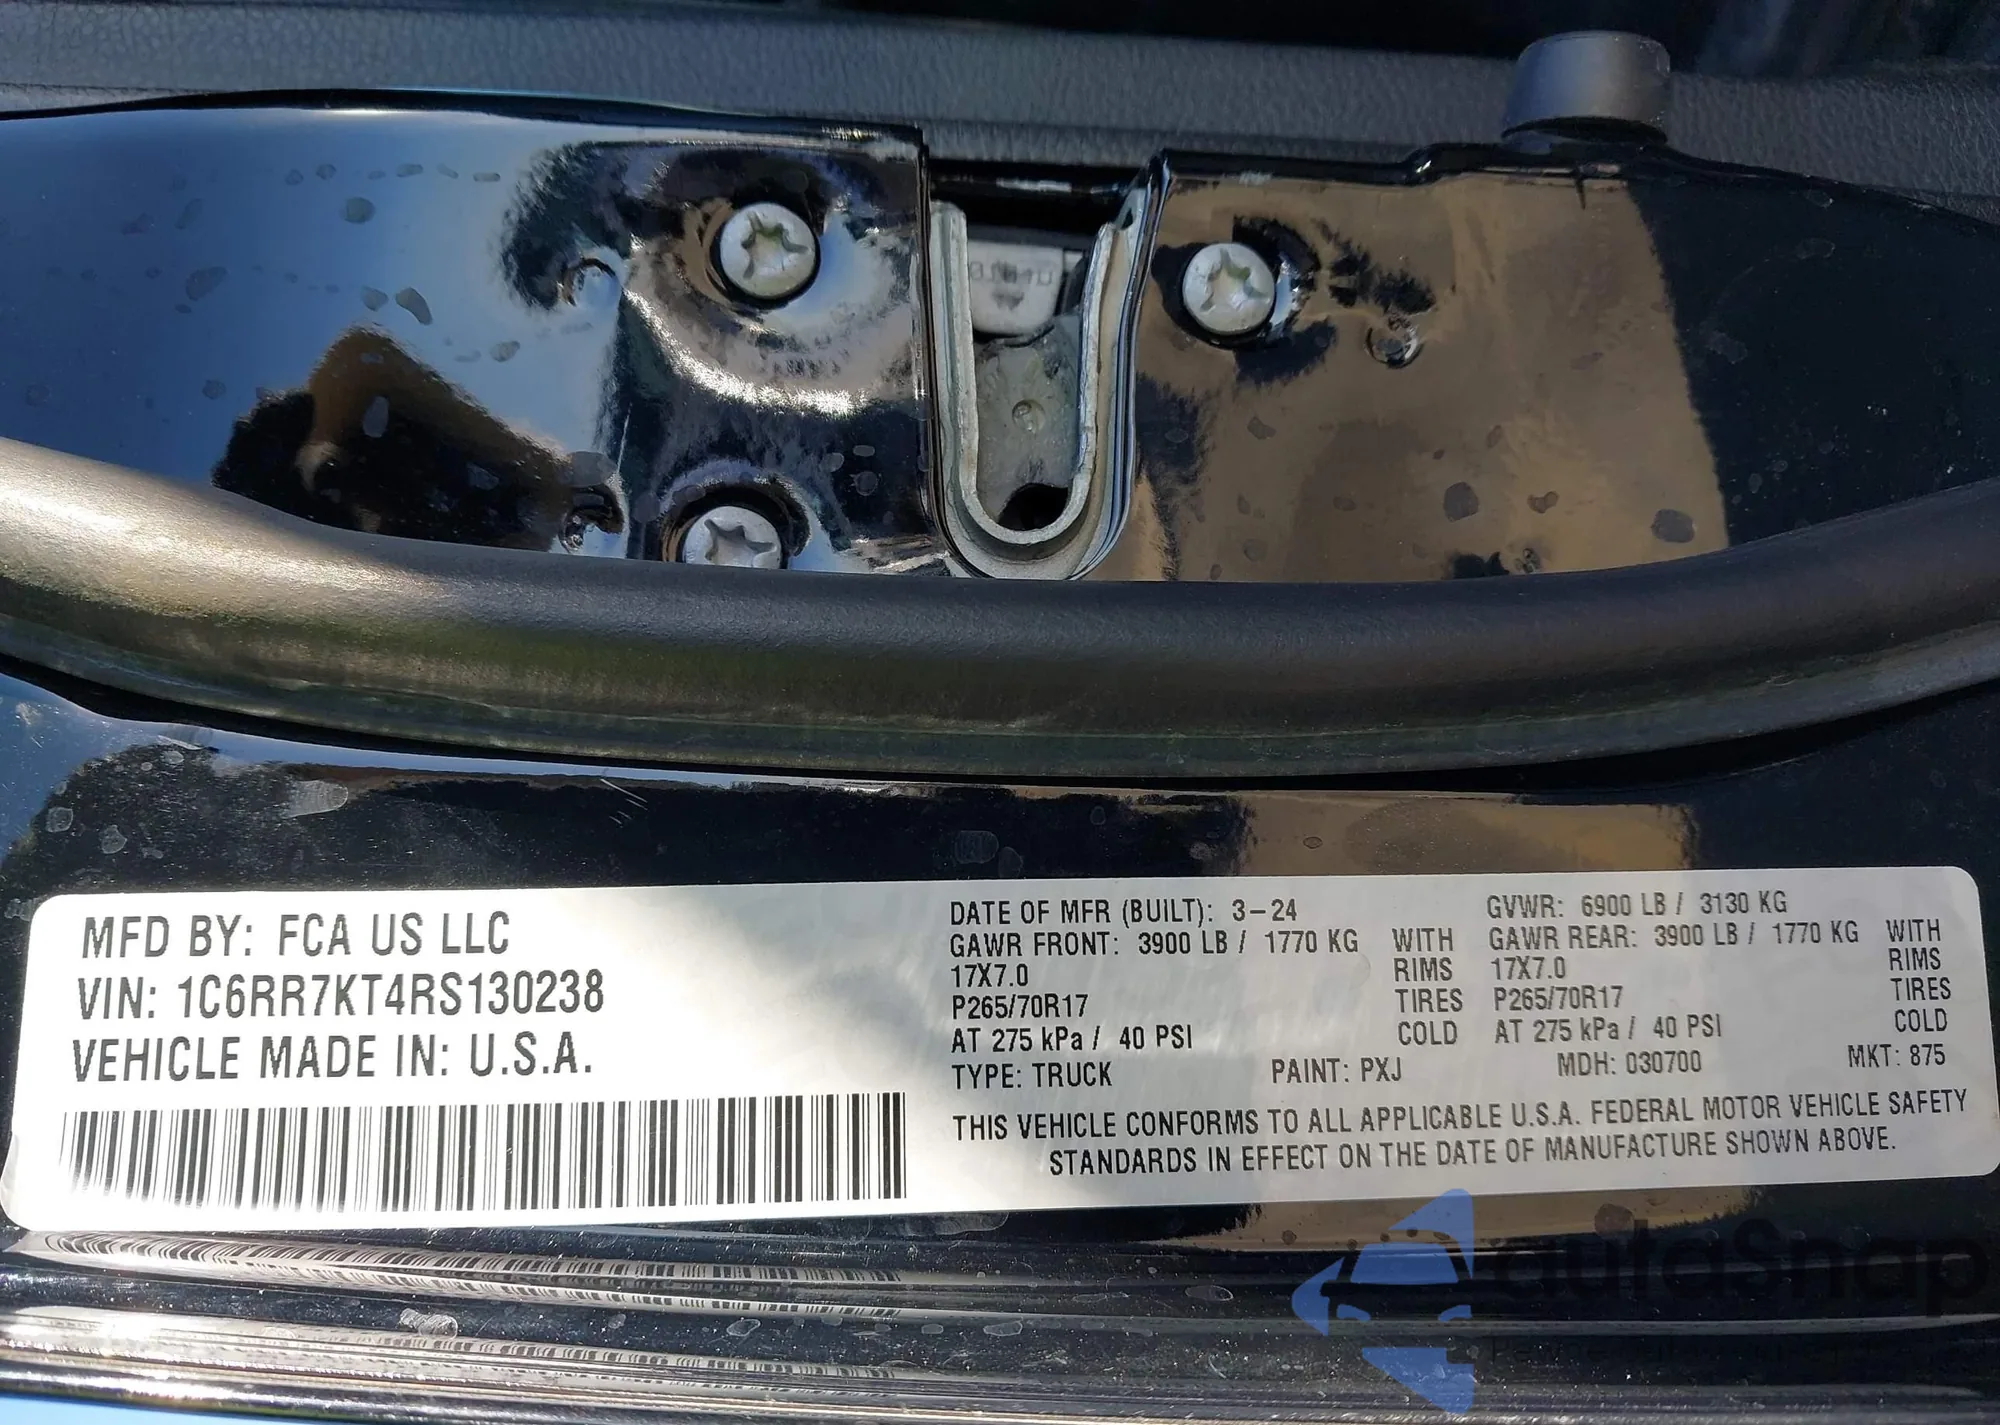 MFD BY: FCA US LLC
VIN: 1C6RR7KT4RS130238
VEHICLE MADE IN: U.S.A.
DATE OF MFR (BUILT): 3-24 GVWR: 6900 LB / 3130 KG
GAWR FRONT: 3900 LB / 1770 KG WITH GAWR REAR: 3900 LB / 1770 KG WITH
17X7.0 RIMS 17X7.0 RIMS
P265/70R17 TIRES P265/70R17 TIRES
AT 275 kPa / 40 PSI COLD AT 275 kPa / 40 PSI COLD
TYPE: TRUCK PAINT: PXJ MDH: 030700 MKT: 875
THIS VEHICLE CONFORMS TO ALL APPLICABLE U.S.A. FEDERAL MOTOR VEHICLE SAFETY
STANDARDS IN EFFECT ON THE DATE OF MANUFACTURE SHOWN ABOVE.
autoSnap